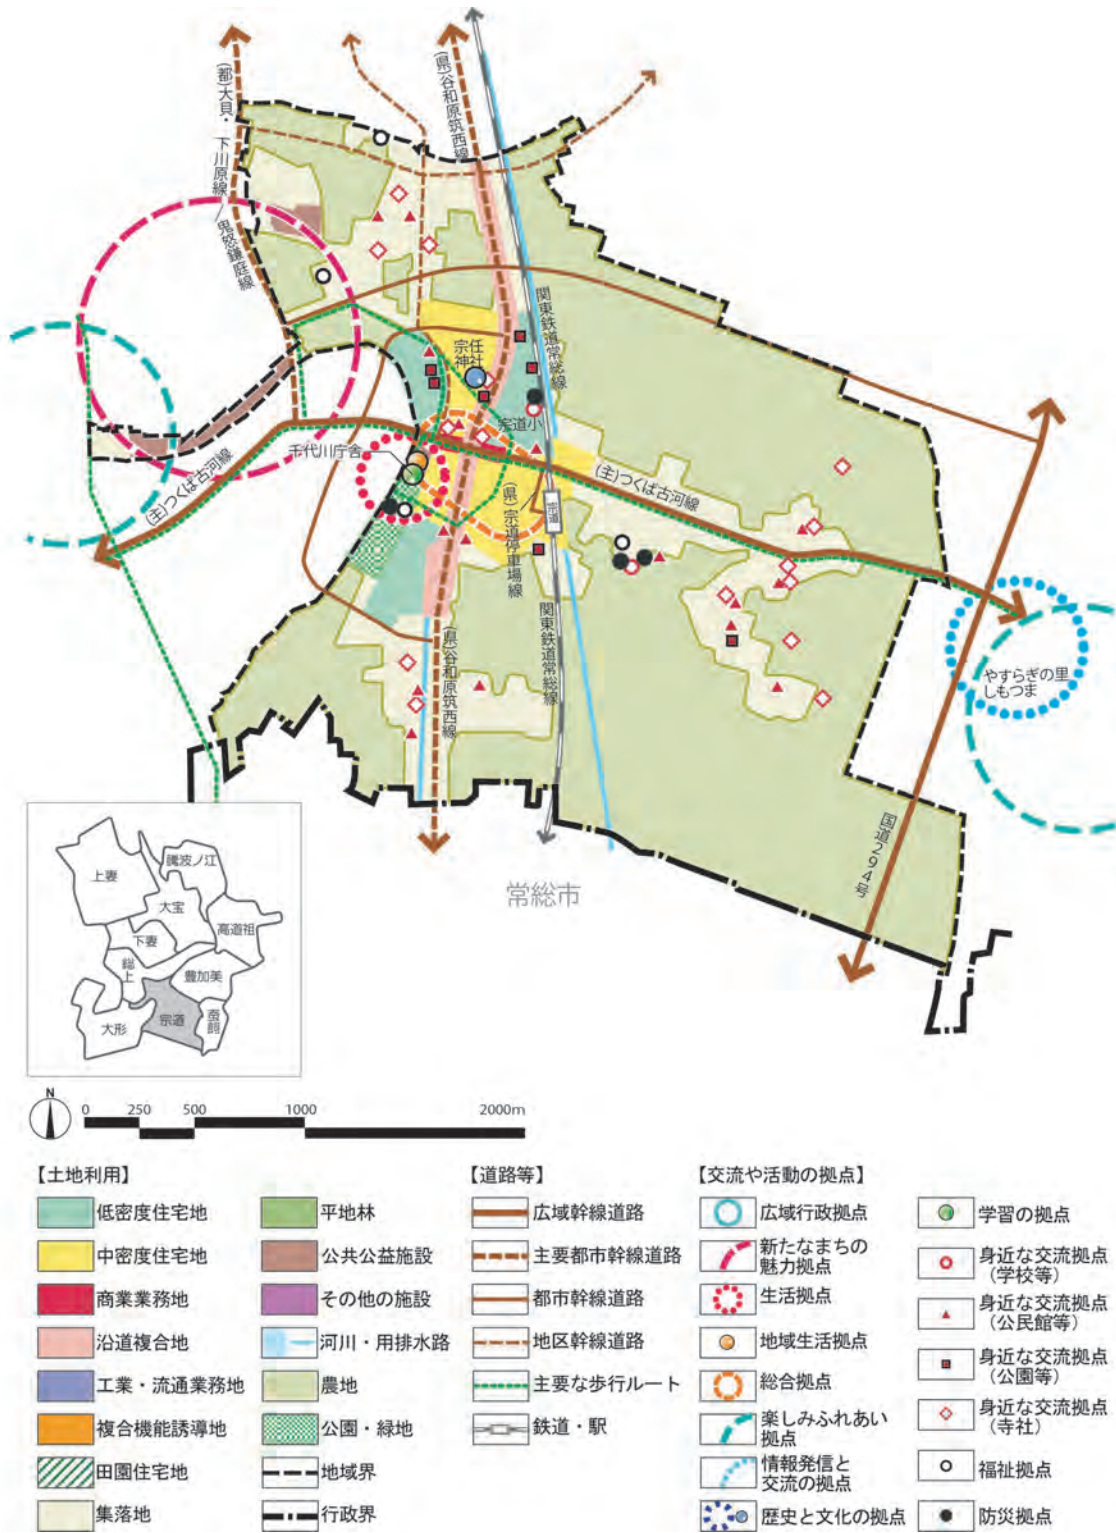 (都)大貝・下川原線/鬼怒鎌庭線
(県)谷和原筑西線
関東鉄道常総線
宗任
神社
宗道小
千代川庁舎
(主)つくば古河線
(主)つくば古河線
(県)宗道停車場線
宗道
関東鉄道常総線
(県)谷和原筑西線
やすらぎの里
しもつま
国道294号
常総市
上妻
騰波ノ江
大宝
下妻
高道祖
総上
豊加美
大形
宗道
蚕飼
N
0 250 500 1000 2000m
【土地利用】
低密度住宅地
中密度住宅地
商業業務地
沿道複合地
工業・流通業務地
複合機能誘導地
田園住宅地
集落地
平地林
公共公益施設
その他の施設
河川・用排水路
農地
公園・緑地
地域界
行政界
【道路等】
広域幹線道路
主要都市幹線道路
都市幹線道路
地区幹線道路
主要な歩行ルート
鉄道・駅
【交流や活動の拠点】
広域行政拠点
新たなまちの
魅力拠点
生活拠点
地域生活拠点
総合拠点
楽しみふれあい
拠点
情報発信と
交流の拠点
歴史と文化の拠点
学習の拠点
身近な交流拠点
(学校等)
身近な交流拠点
(公民館等)
身近な交流拠点
(公園等)
身近な交流拠点
(寺社)
福祉拠点
防災拠点